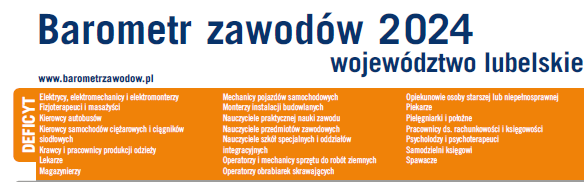 Barometr zawodów 2024
województwo lubelskie
www.barometrzawodow.pl
DEFICYT
Elektrycy, elektromechanicy i elektromonterzy
Fizjoterapeuci i masażyści
Kierowcy autobusów
Kierowcy samochodów ciężarowych i ciągników
siodłowych
Krawcy i pracownicy produkcji odzieży
Lekarze
Magazynierzy
Mechanicy pojazdów samochodowych
Monterzy instalacji budowlanych
Nauczyciele praktycznej nauki zawodu
Nauczyciele przedmiotów zawodowych
Nauczyciele szkół specjalnych i oddziałów
integracyjnych
Operatorzy i mechanicy sprzętu do robót ziemnych
Operatorzy obrabiarek skrawających
Opiekunowie osoby starszej lub niepełnosprawnej
Piekarze
Pielęgniarki i położne
Pracownicy ds. rachunkowości i księgowości
Psycholodzy i psychoterapeuci
Samodzielni księgowi
Spawacze